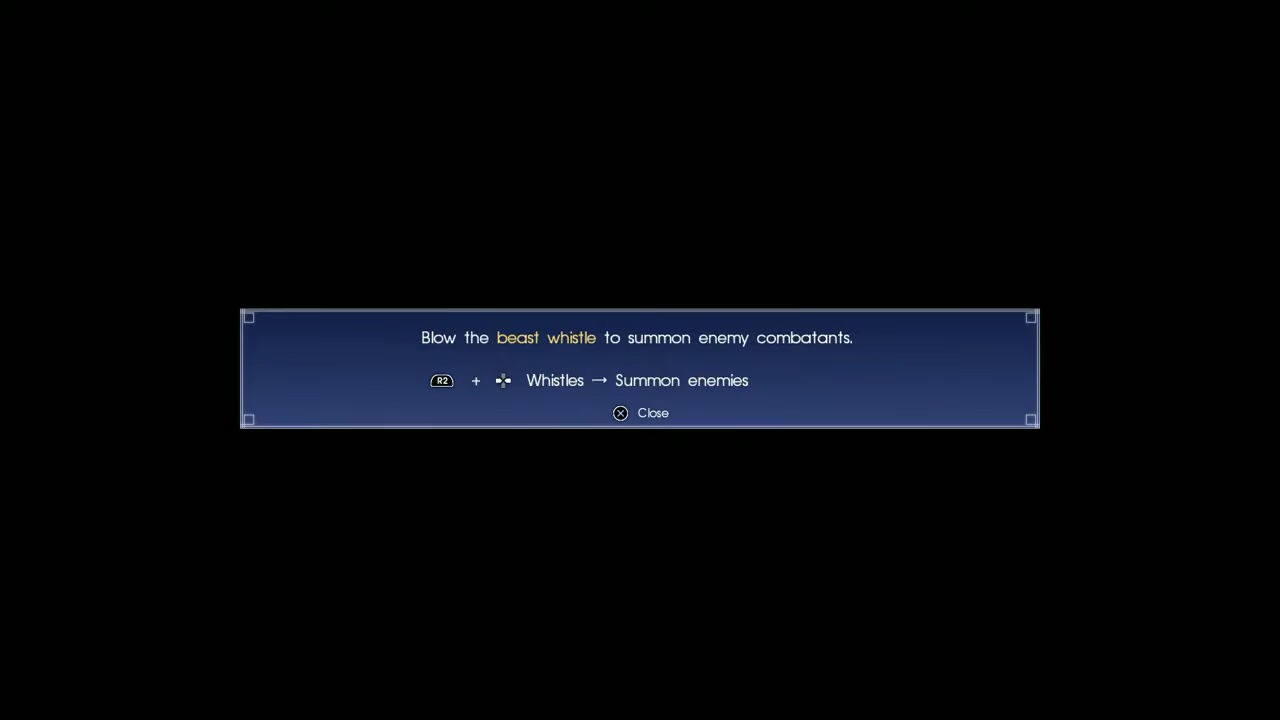 Blow the beast whistle to summon enemy combatants.
R2 + Whistles → Summon enemies
Close